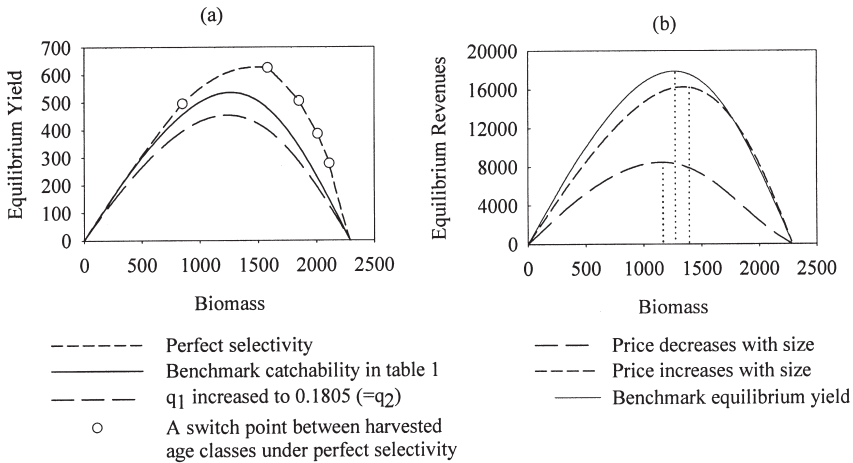 (a)
Equilibrium Yield
700
600
500
400
300
200
100
0
0 500 1000 1500 2000 2500
Biomass
Perfect selectivity
Benchmark catchability in table 1
q1 increased to 0.1805 (=q2)
A switch point between harvested
age classes under perfect selectivity
(b)
Equilibrium Revenues
20000
16000
12000
8000
4000
0
0 500 1000 1500 2000 2500
Biomass
Price decreases with size
Price increases with size
Benchmark equilibrium yield